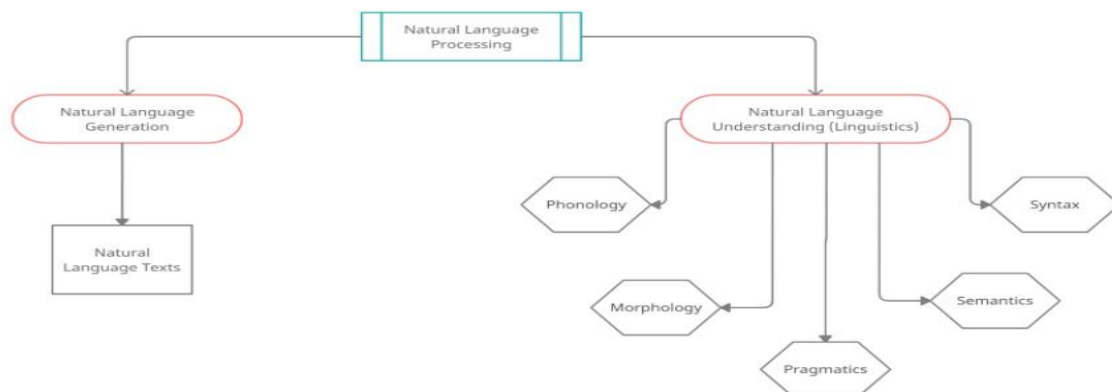 Natural Language
Processing
Natural Language
Generation
Natural Language
Understanding (Linguistics)
Phonology
Syntax
Natural
Language Texts
Morphology
Semantics
Pragmatics